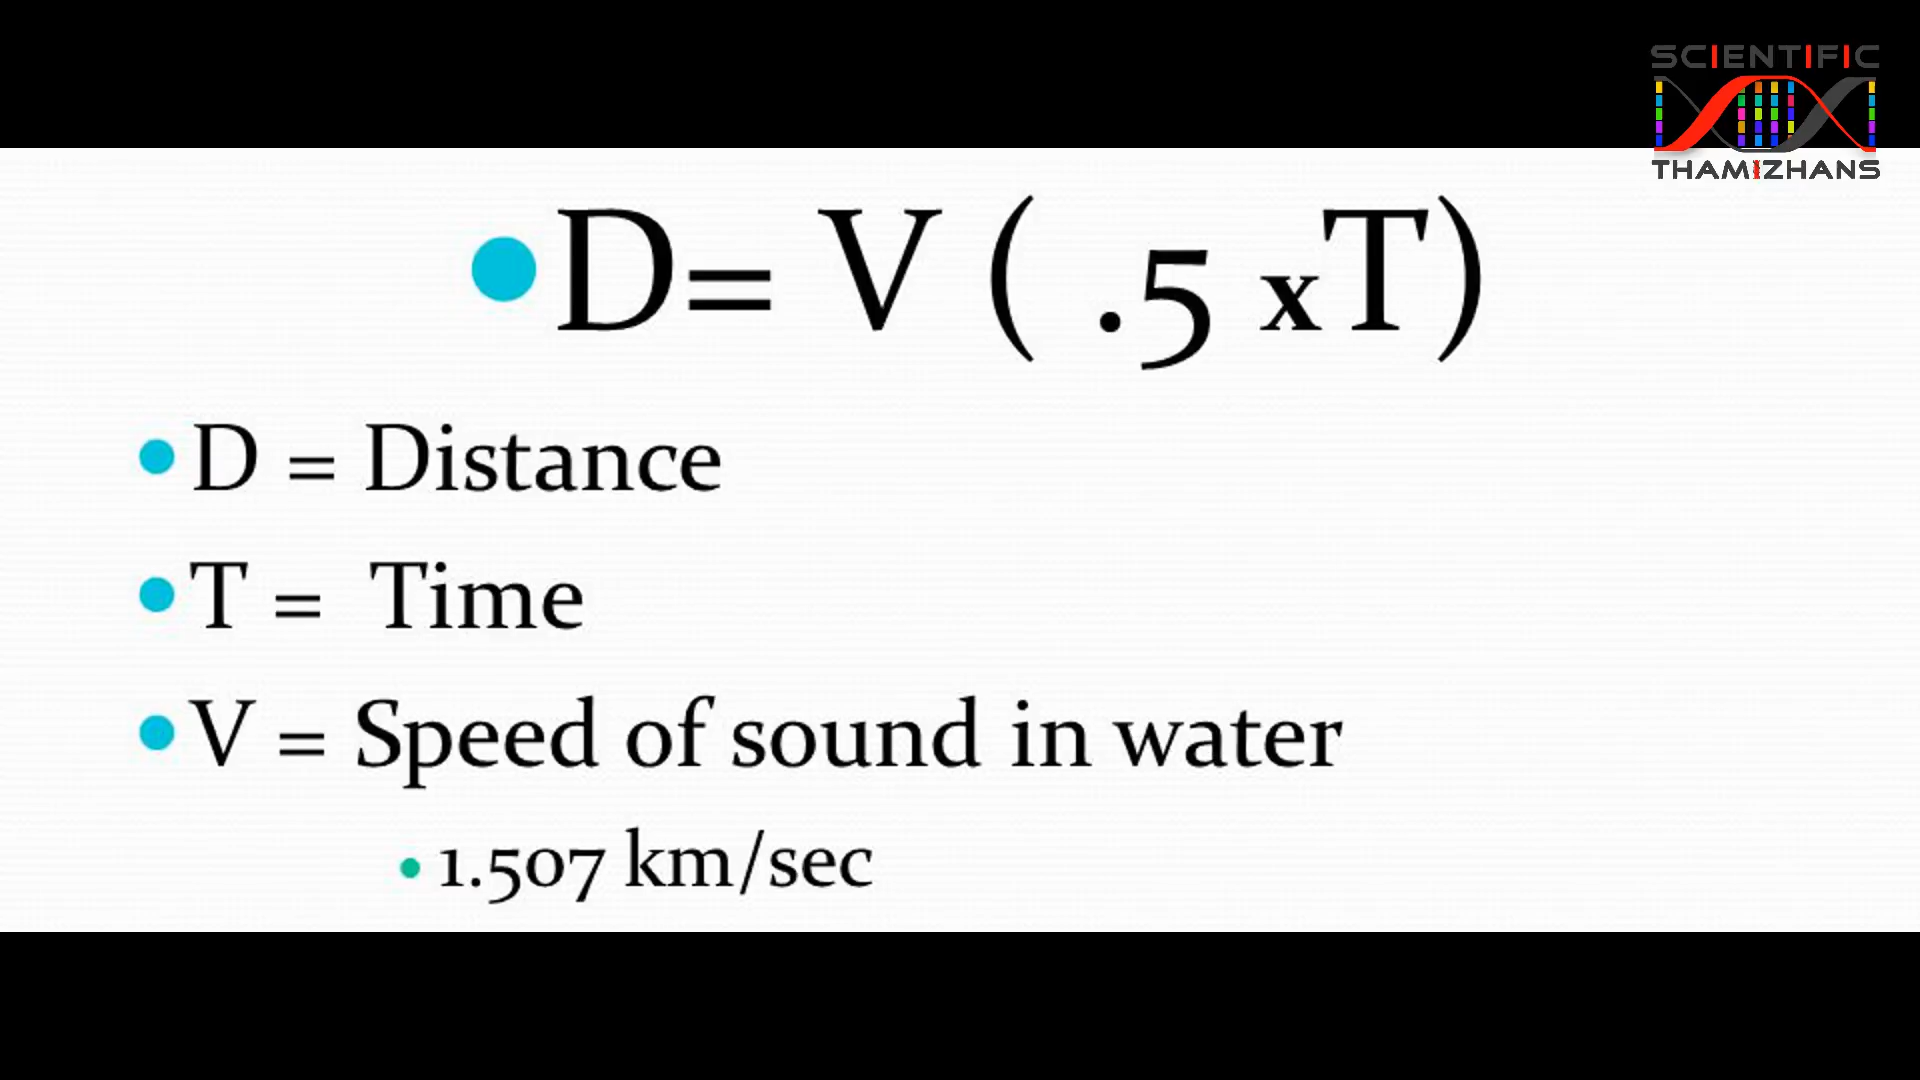 SCIENTIFIC
THAMIZHANS
•D= V ( .5 xT)
• D = Distance
• T = Time
• V = Speed of sound in water
• 1.507 km/sec